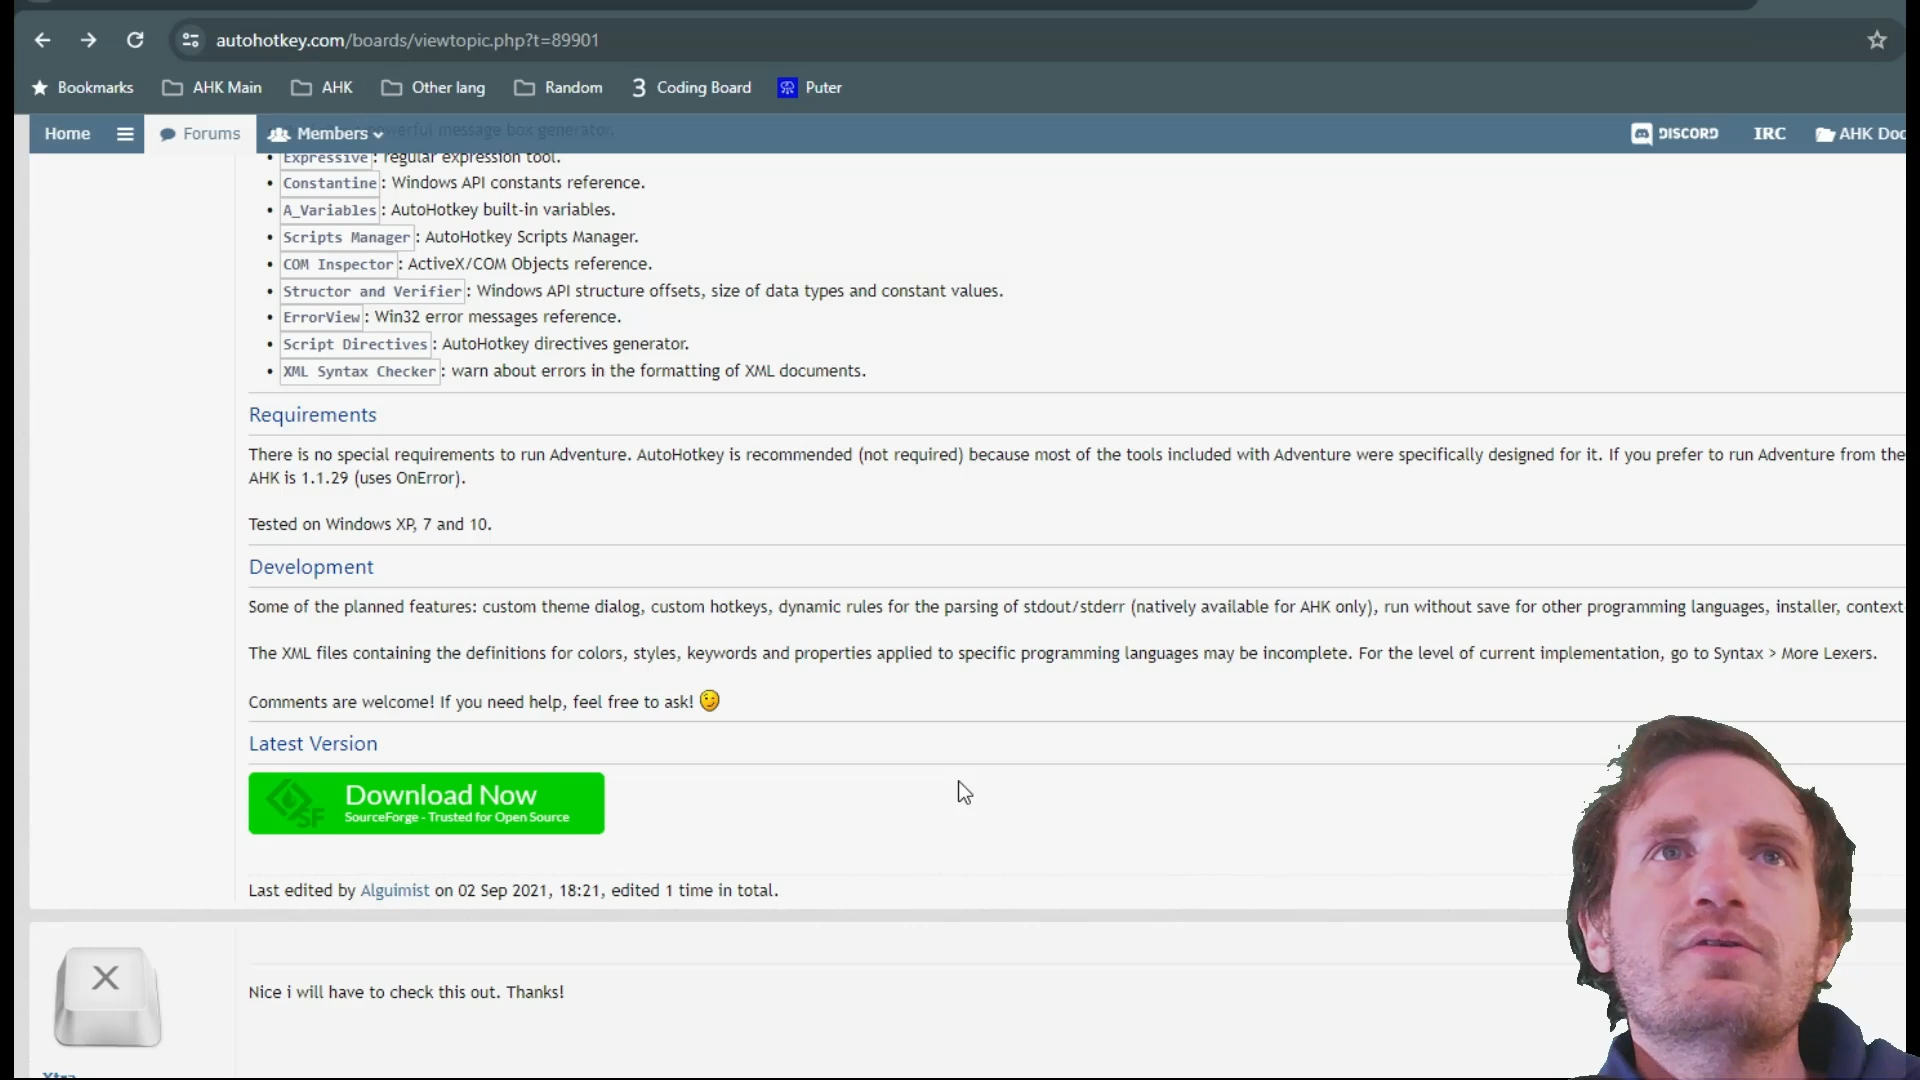 autohotkey.com/boards/viewtopic.php?t=89901
Bookmarks AHK Main AHK Other lang Random 3 Coding Board Puter
Home Forums Members DISCORD IRC AHK Doc
powerful message box generator.
Expressive: regular expression tool.
Constantine: Windows API constants reference.
A_Variables: AutoHotkey built-in variables.
Scripts Manager: AutoHotkey Scripts Manager.
COM Inspector: ActiveX/COM Objects reference.
Structor and Verifier: Windows API structure offsets, size of data types and constant values.
ErrorView: Win32 error messages reference.
Script Directives: AutoHotkey directives generator.
XML Syntax Checker: warn about errors in the formatting of XML documents.
Requirements
There is no special requirements to run Adventure. AutoHotkey is recommended (not required) because most of the tools included with Adventure were specifically designed for it. If you prefer to run Adventure from the
AHK is 1.1.29 (uses OnError).
Tested on Windows XP, 7 and 10.
Development
Some of the planned features: custom theme dialog, custom hotkeys, dynamic rules for the parsing of stdout/stderr (natively available for AHK only), run without save for other programming languages, installer, context
The XML files containing the definitions for colors, styles, keywords and properties applied to specific programming languages may be incomplete. For the level of current implementation, go to Syntax > More Lexers.
Comments are welcome! If you need help, feel free to ask!
Latest Version
SF Download Now
SourceForge - Trusted for Open Source
Last edited by Alguimist on 02 Sep 2021, 18:21, edited 1 time in total.
X
Nice i will have to check this out. Thanks!
Xtra